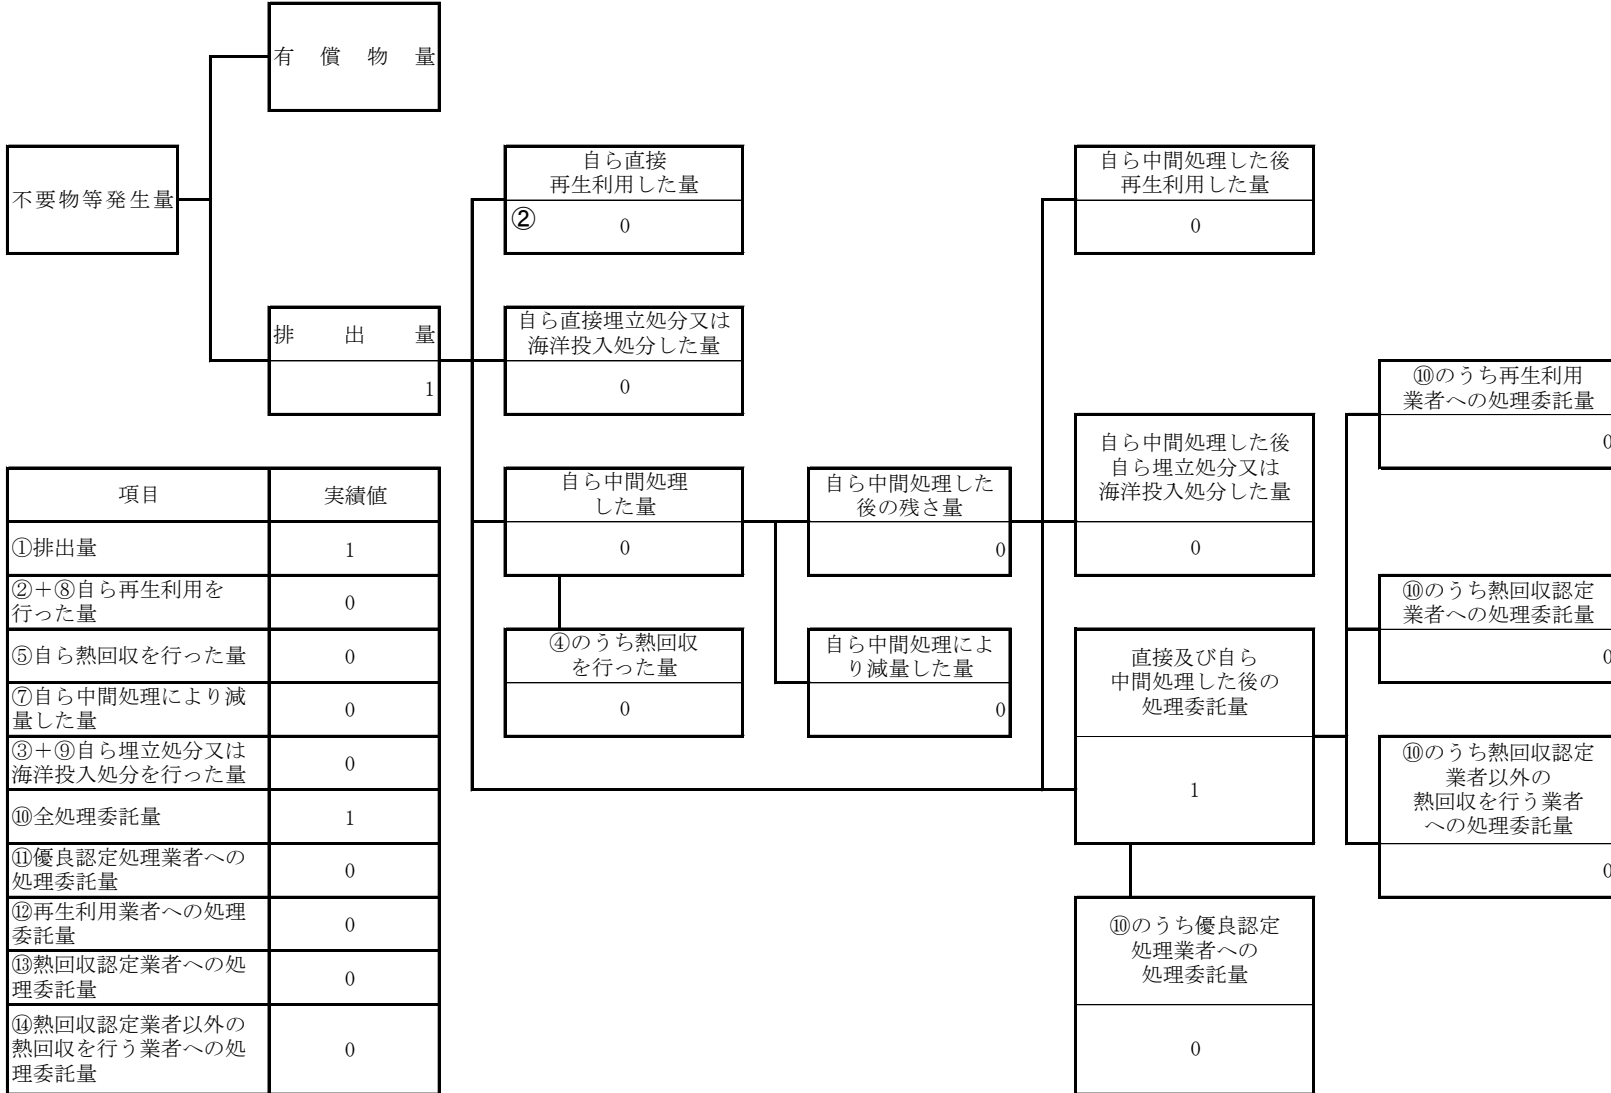 有償物量
不要物等発生量
自ら直接
再生利用した量
②
0
自ら中間処理した後
再生利用した量
0
排出量
1
自ら直接埋立処分又は
海洋投入処分した量
0
⑩のうち再生利用
業者への処理委託量
0
自ら中間処理した後
自ら埋立処分又は
海洋投入処分した量
0
自ら中間処理
した量
0
自ら中間処理した
後の残さ量
0
⑩のうち熱回収認定
業者への処理委託量
0
④のうち熱回収
を行った量
0
自ら中間処理によ
り減量した量
0
直接及び自ら
中間処理した後の
処理委託量
1
⑩のうち熱回収認定
業者以外の
熱回収を行う業者
への処理委託量
0
⑩のうち優良認定
処理業者への
処理委託量
0
項目 実績値
①排出量 1
②+⑧自ら再生利用を
行った量 0
⑤自ら熱回収を行った量 0
⑦自ら中間処理により減
量した量 0
③+⑨自ら埋立処分又は
海洋投入処分を行った量 0
⑩全処理委託量 1
⑪優良認定処理業者への
処理委託量 0
⑫再生利用業者への処理
委託量 0
⑬熱回収認定業者への処
理委託量 0
⑭熱回収認定業者以外の
熱回収を行う業者への処
理委託量 0